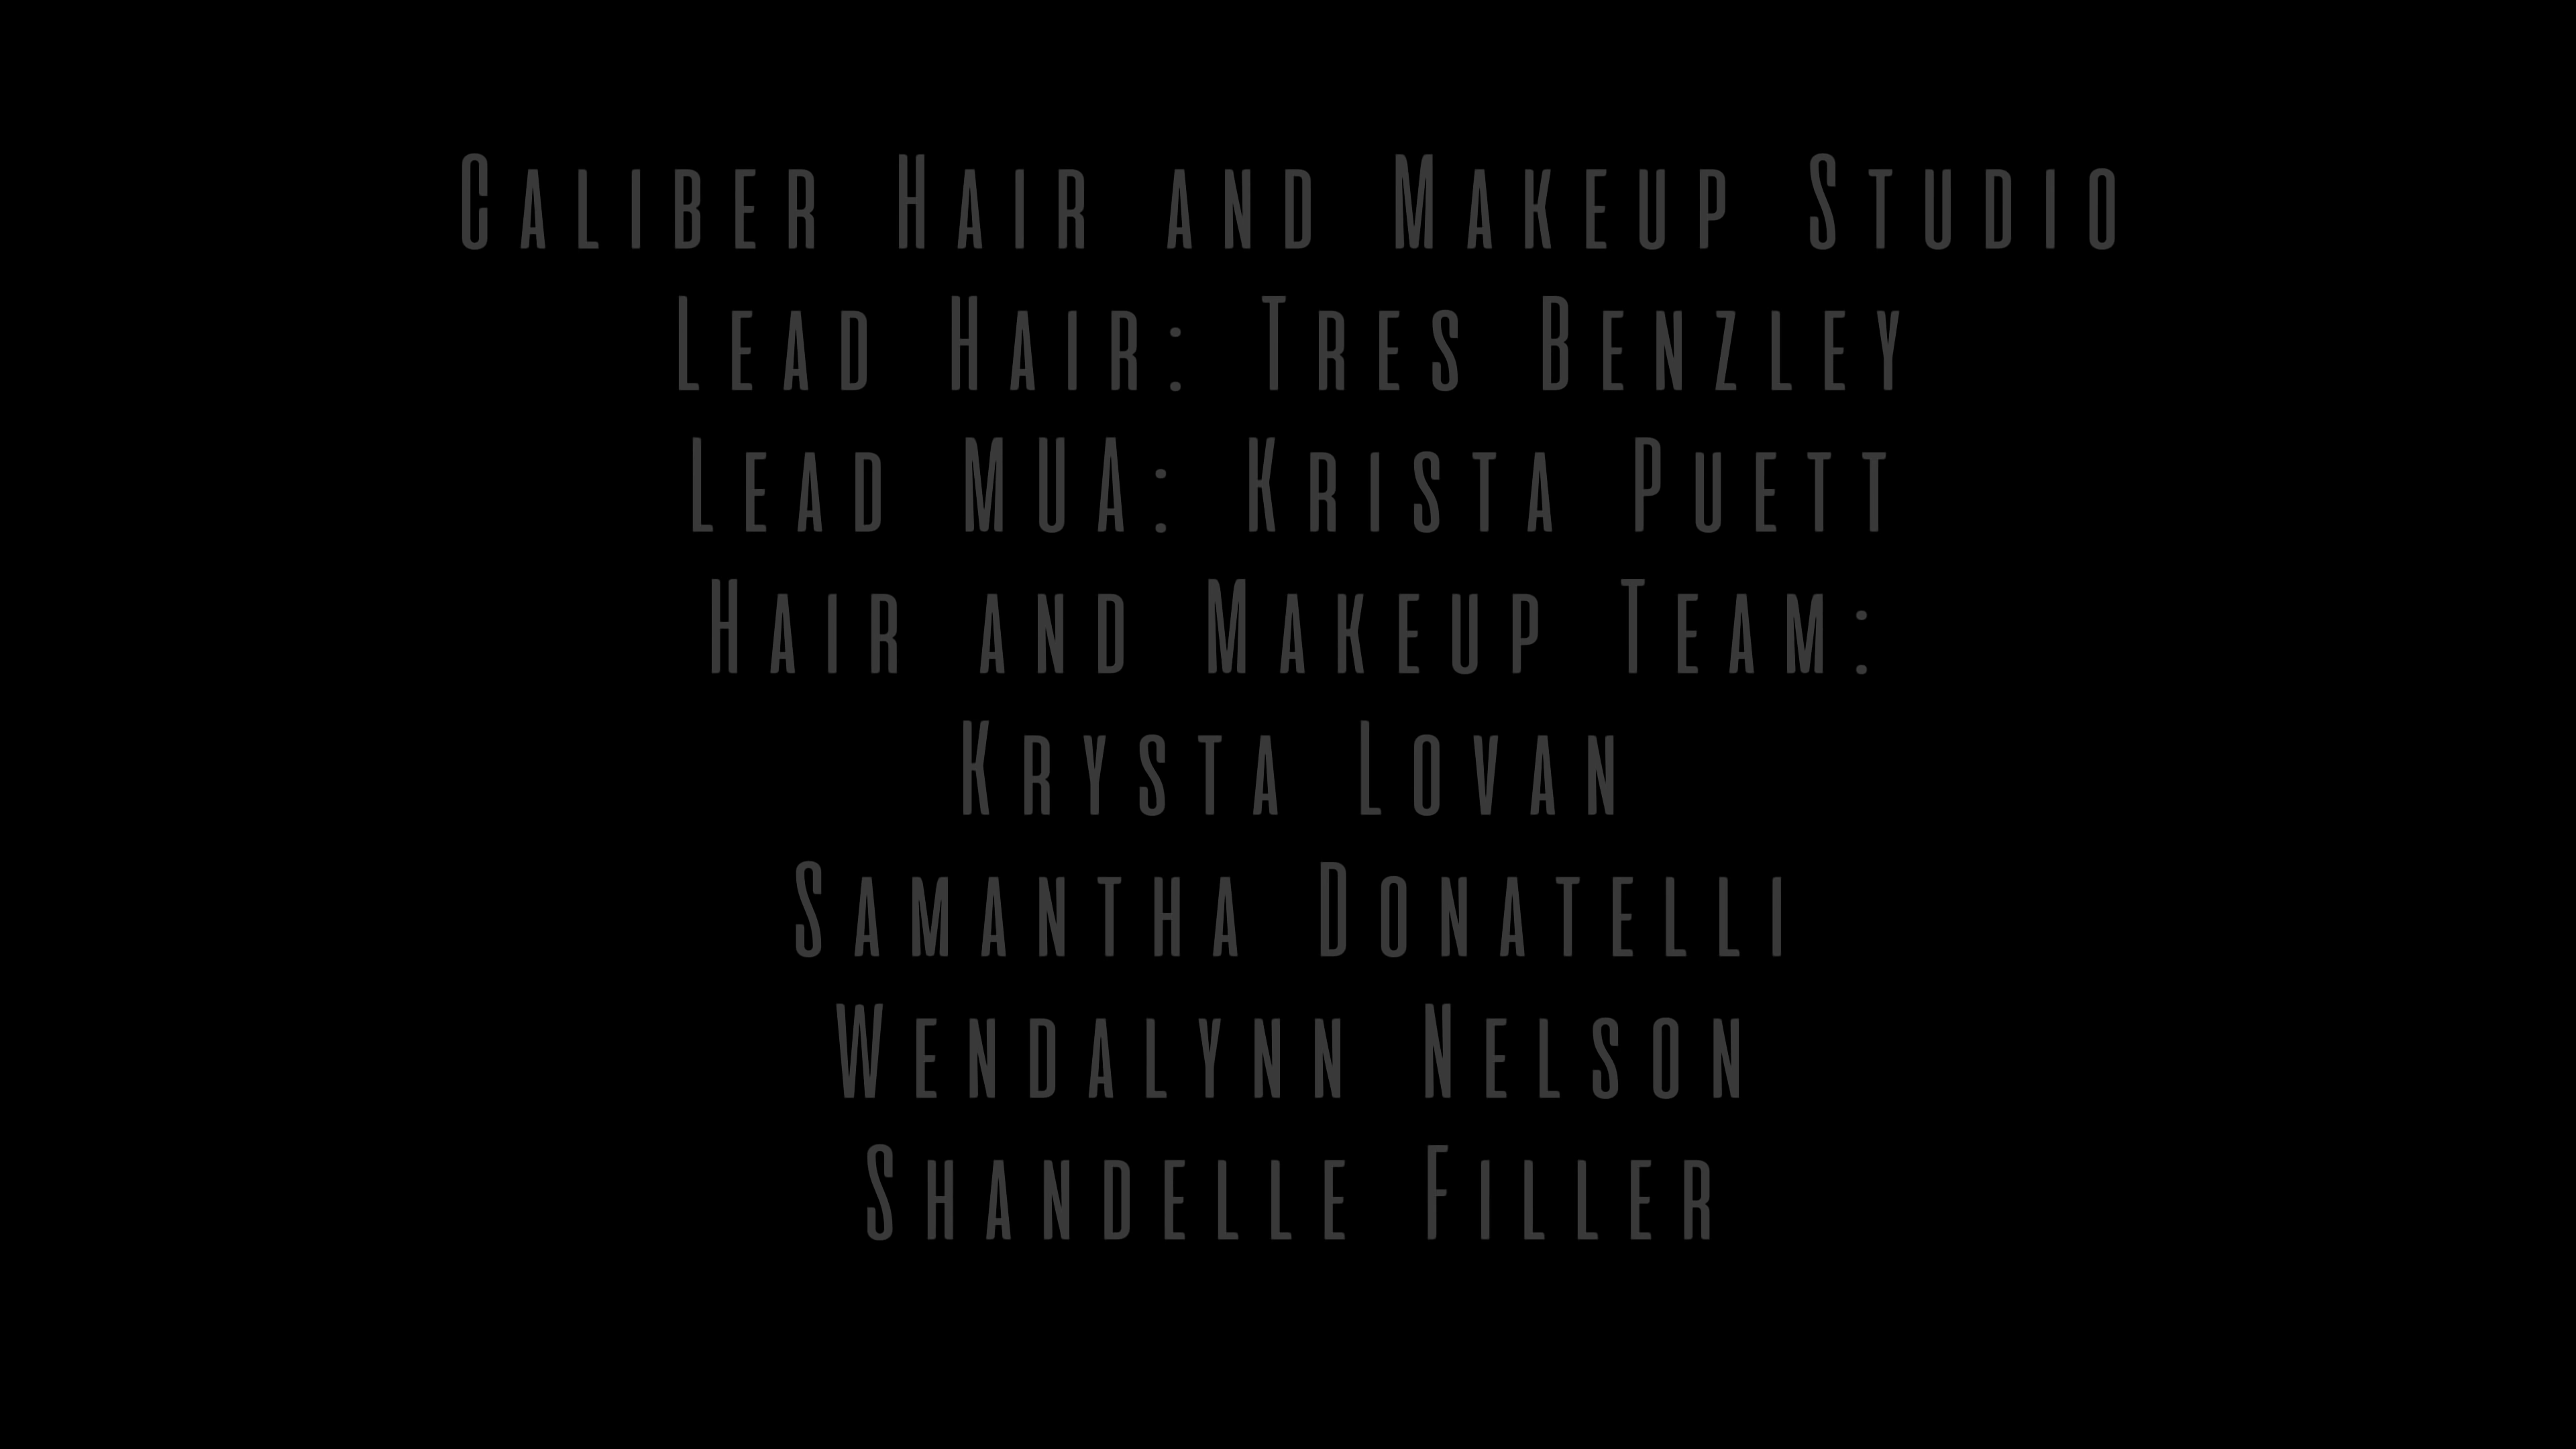 Caliber Hair and Makeup Studio
Lead Hair: Tres Benzley
Lead MUA: Krista Puett
Hair and Makeup Team:
Krysta Lovan
Samantha Donatelli
Wendalynn Nelson
Shandelle Filler